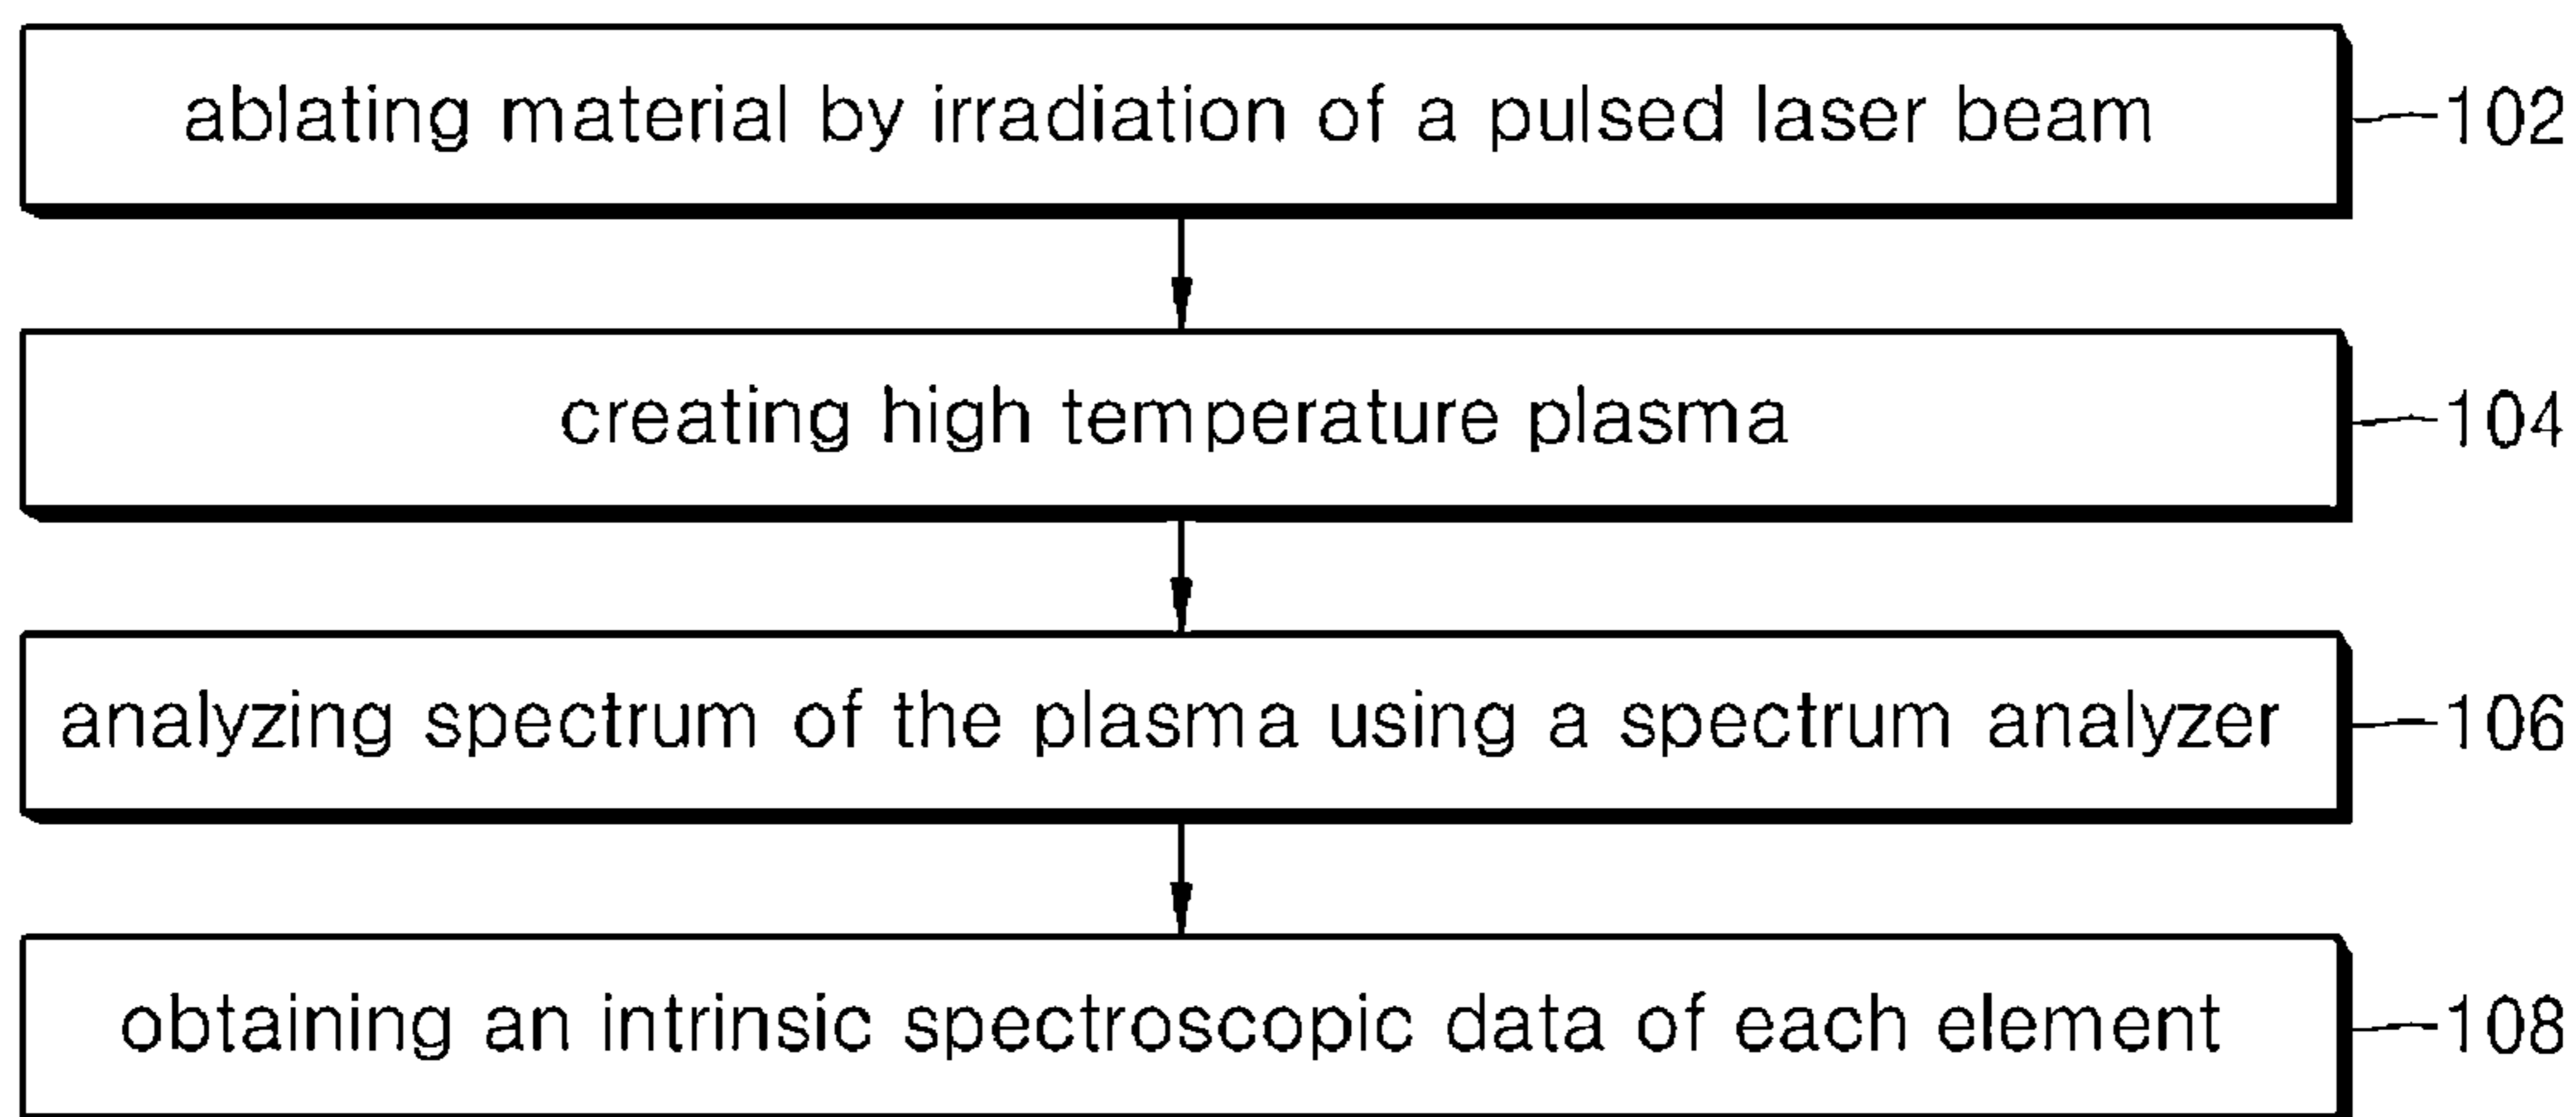 ablating material by irradiation of a pulsed laser beam 102
creating high temperature plasma 104
analyzing spectrum of the plasma using a spectrum analyzer 106
obtaining an intrinsic spectroscopic data of each element 108